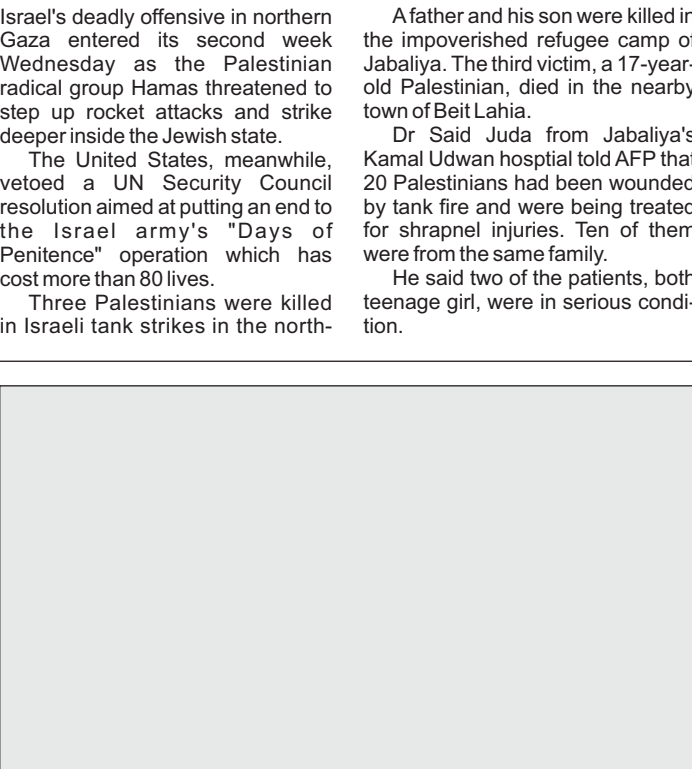 Israel's deadly offensive in northern
Gaza entered its second week
Wednesday as the Palestinian
radical group Hamas threatened to
step up rocket attacks and strike
deeper inside the Jewish state.
The United States, meanwhile,
vetoed a UN Security Council
resolution aimed at putting an end to
the Israel army's "Days of
Penitence" operation which has
cost more than 80 lives.
Three Palestinians were killed
in Israeli tank strikes in the north-
A father and his son were killed in
the impoverished refugee camp of
Jabaliya. The third victim, a 17-year-
old Palestinian, died in the nearby
town of Beit Lahia.
Dr Said Juda from Jabaliya's
Kamal Udwan hosptial told AFP that
20 Palestinians had been wounded
by tank fire and were being treated
for shrapnel injuries. Ten of them
were from the same family.
He said two of the patients, both
teenage girl, were in serious condi-
tion.